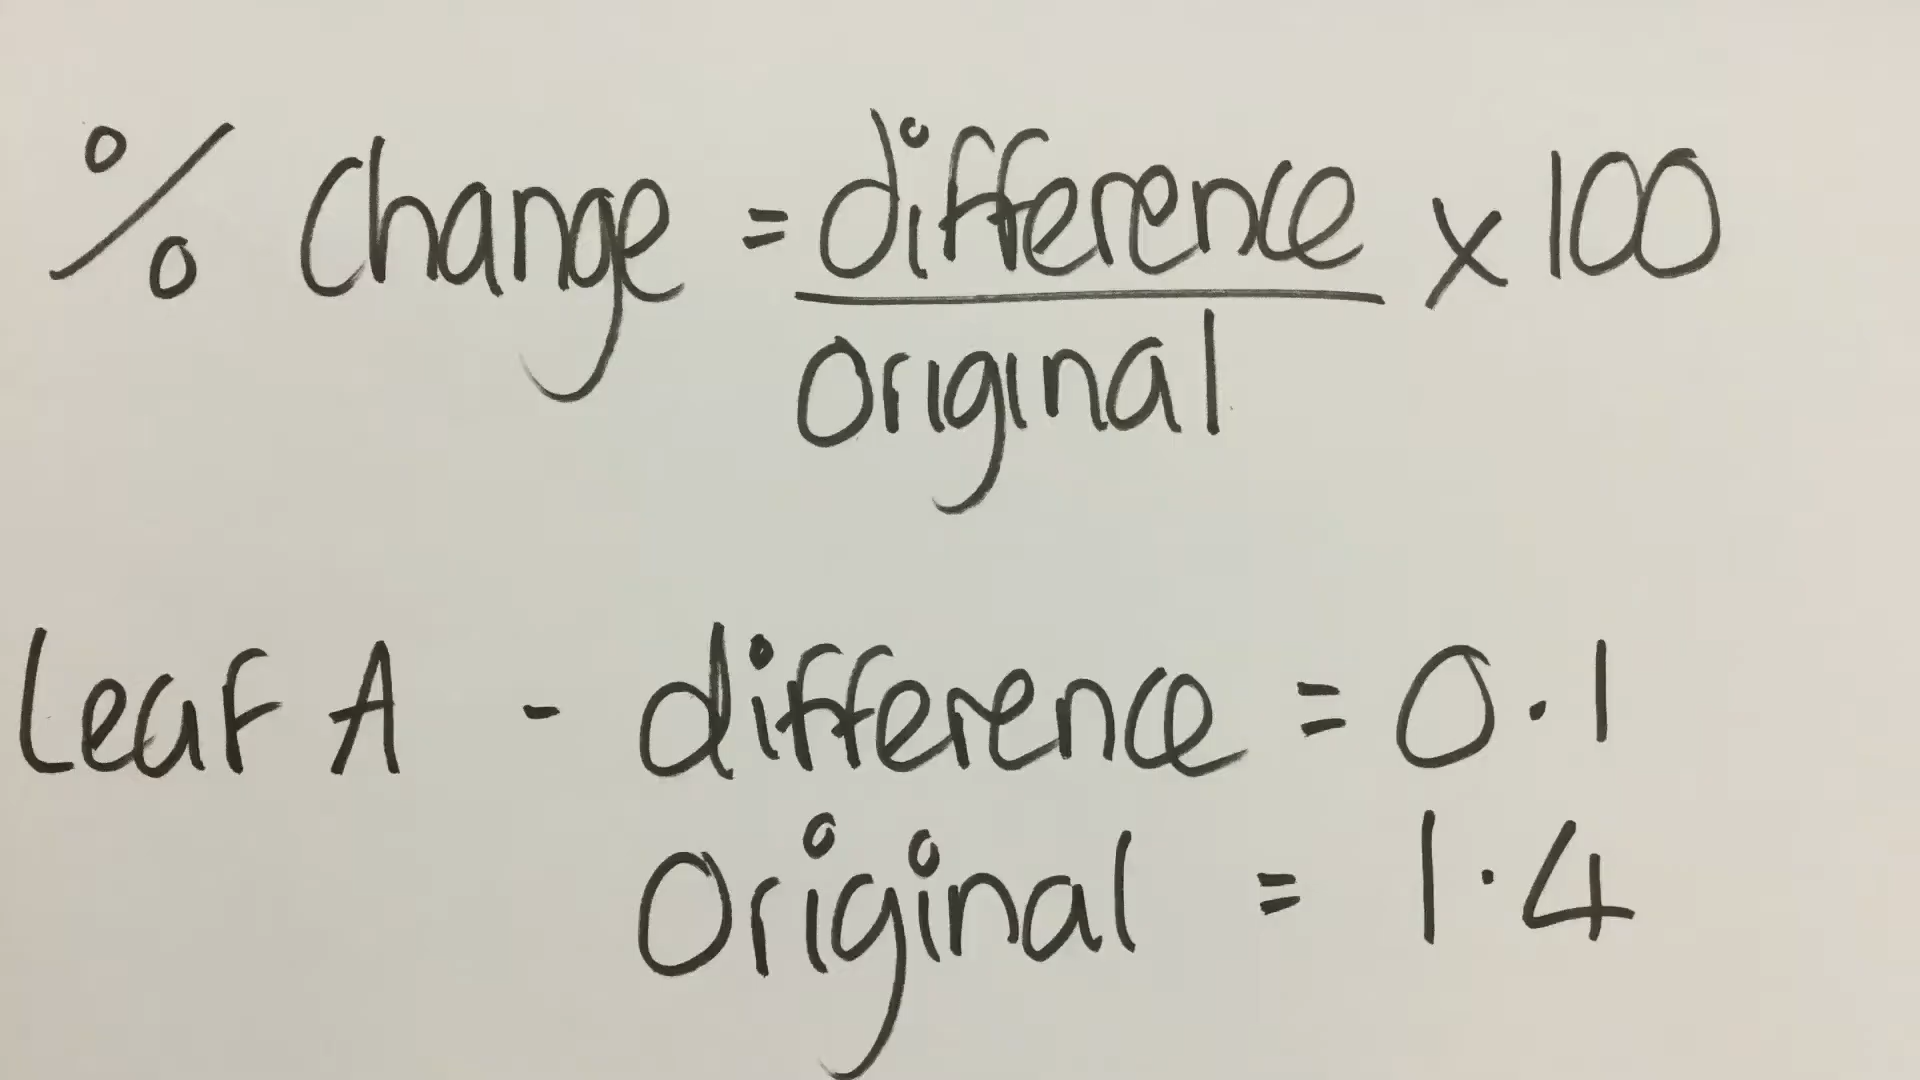 % Change = difference x 100
original
Leaf A - difference = 0.1
Original = 1.4